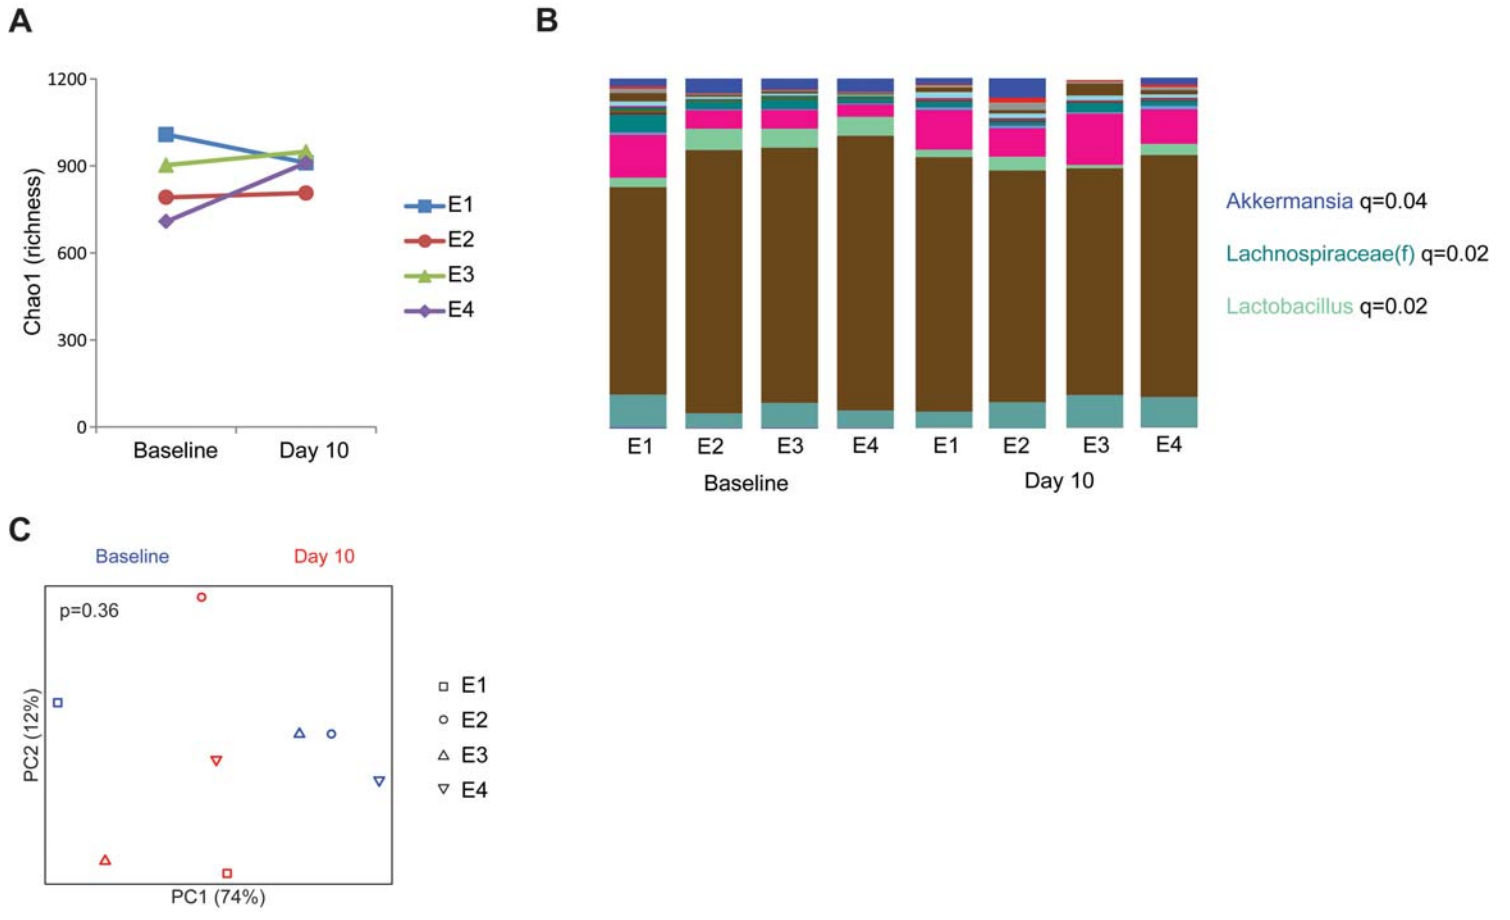 A
1200
900
600
300
0
Chao1 (richness)
Baseline Day 10
E1
E2
E3
E4
B
E1 E2 E3 E4 E1 E2 E3 E4
Baseline Day 10
Akkermansia q=0.04
Lachnospiraceae(f) q=0.02
Lactobacillus q=0.02
C
Baseline Day 10
p=0.36
PC2 (12%)
PC1 (74%)
E1
E2
E3
E4